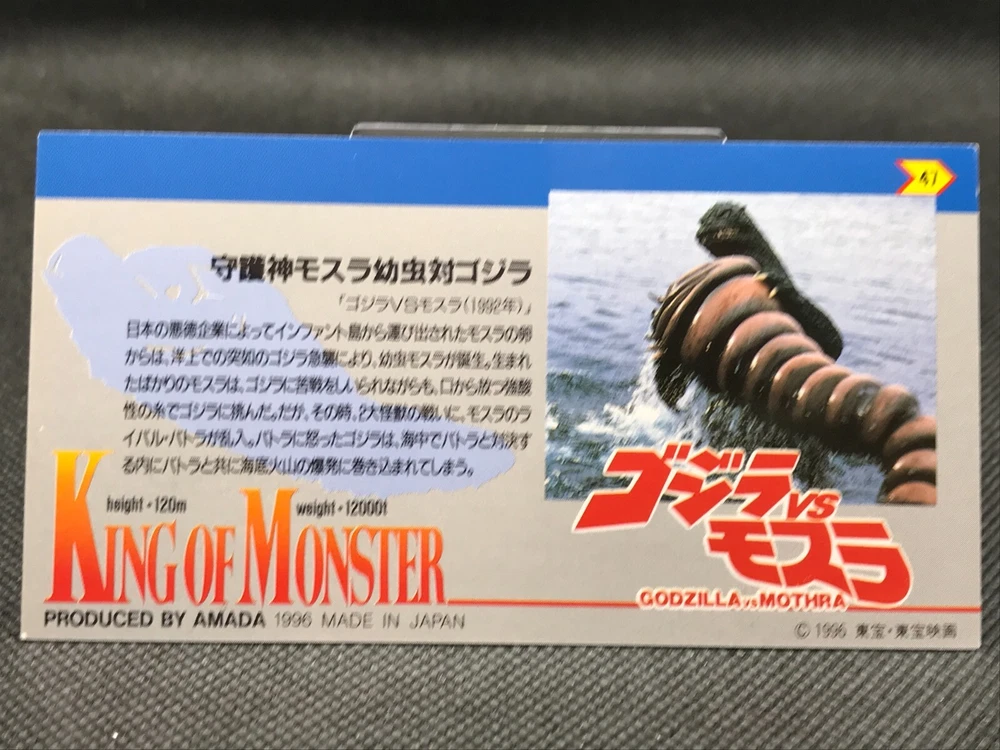 47
守護神モスラ幼虫対ゴジラ
「ゴジラVSモスラ(1992年)」
日本の悪徳企業によってインファント島から運び出されたモスラの卵
からは、洋上での突如のゴジラ急襲により、幼虫モスラが誕生。生まれ
たばかりのモスラは、ゴジラに苦戦をしいられながらも、口から放つ強酸
性の糸でゴジラに挑んだ。だが、その時、2大怪獣の戦いに、モスラのラ
イバル・バトラが乱入。バトラに怒ったゴジラは、海中でバトラと対決す
る内にバトラと共に海底火山の爆発に巻き込まれてしまう。
height・120m weight・12000t
KING OF MONSTER
ゴジラVS
モスラ
GODZILLA vs MOTHRA
PRODUCED BY AMADA 1996 MADE IN JAPAN
© 1996 東宝・東宝映画